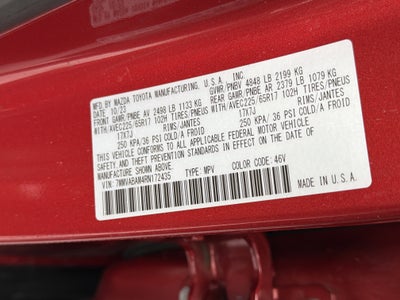 MFD BY MAZDA TOYOTA MANUFACTURING, U.S.A., INC.
DATE: 10/23 GVWR/PNBV 4848 LB 2199 KG
FRONT GAWR/PNBE AV 2498 LB 1133 KG REAR GAWR/PNBE AR 2379 LB 1079 KG
WITH/AVEC225/65R17 102H TIRES/PNEUS WITH/AVEC225/65R17 102H TIRES/PNEUS
17X7J RIMS/JANTES 17X7J RIMS/JANTES
250 KPA/36 PSI COLD/A FROID 250 KPA/36 PSI COLD/A FROID
THIS VEHICLE CONFORMS TO ALL APPLICABLE FEDERAL MOTOR VEHICLE
SAFETY AND THEFT PREVENTION STANDARDS IN EFFECT ON THE DATE OF
MANUFACTURE SHOWN ABOVE.
VIN: 7MMVABAM4RN172435 TYPE: MPV COLOR CODE: 46V
MADE IN U.S.A.